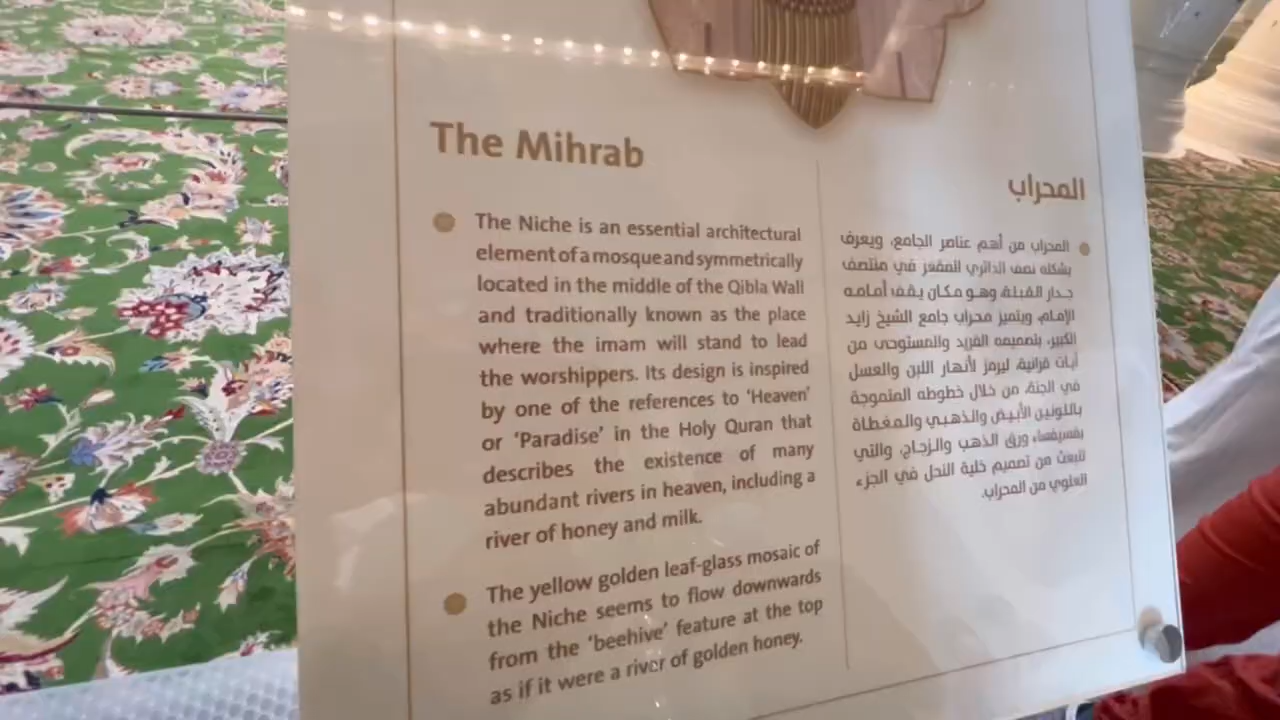 The Mihrab
The Niche is an essential architectural
element of a mosque and symmetrically
located in the middle of the Qibla Wall
and traditionally known as the place
where the imam will stand to lead
the worshippers. Its design is inspired
by one of the references to ‘Heaven’
or ‘Paradise’ in the Holy Quran that
describes the existence of many
abundant rivers in heaven, including a
river of honey and milk.
The yellow golden leaf-glass mosaic of
the Niche seems to flow downwards
from the ‘beehive’ feature at the top
as if it were a river of golden honey.
المحراب
المحراب من أهم عناصر الجامع، ويعرف
بشكله نصف الدائري المقعر في منتصف
جدار القبلة، وهو مكان يقف أمامه
الإمام، ويتميز محراب جامع الشيخ زايد
الكبير، بتصميمه الفريد والمستوحى من
آيات قرآنية، ليرمز لأنهار اللبن والعسل
في الجنة، من خلال خطوطه المتموجة
باللونين الأبيض والذهبي والمغطاة
بفسيفساء ورق الذهب والزجاج، والتي
تنبعث من تصميم خلية النحل في الجزء
العلوي من المحراب.